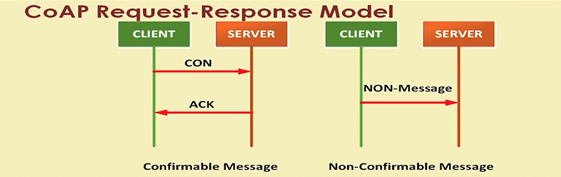 CoAP Request-Response Model
CLIENT SERVER CLIENT SERVER
CON
NON-Message
ACK
Confirmable Message Non-Confirmable Message